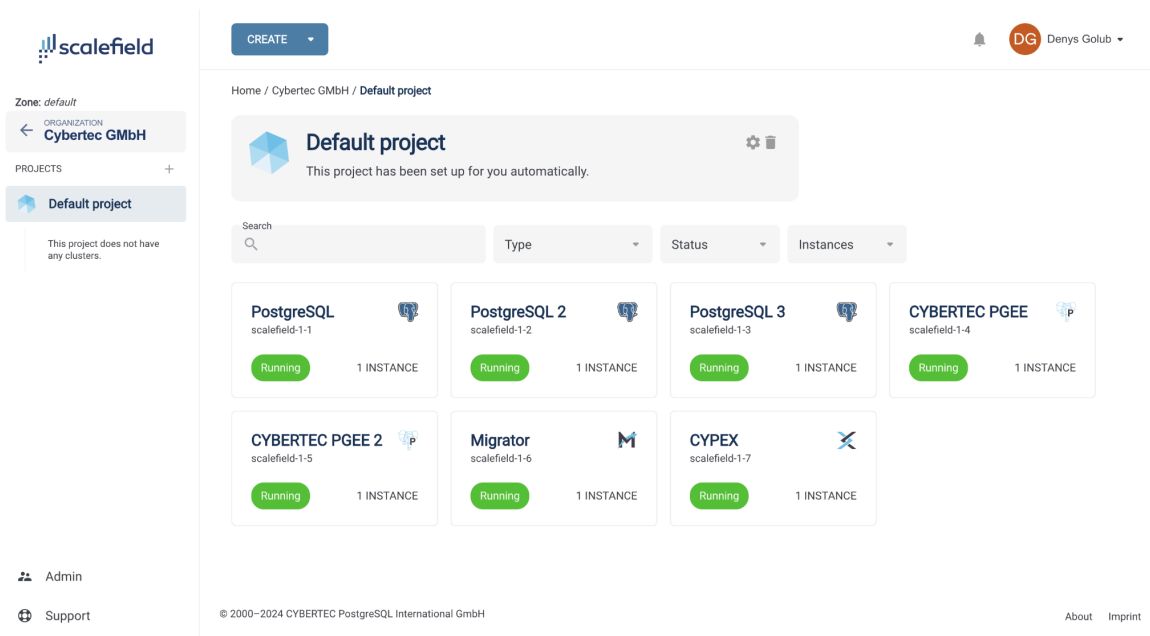 scalefield
CREATE
DG
Denys Golub
Zone: default
ORGANIZATION
Cybertec GMbH
PROJECTS
Default project
This project does not have
any clusters.
Admin
Support
Home / Cybertec GMbH / Default project
Default project
This project has been set up for you automatically.
Search
Type
Status
Instances
PostgreSQL
scalefield-1-1
Running
1 INSTANCE
PostgreSQL 2
scalefield-1-2
Running
1 INSTANCE
PostgreSQL 3
scalefield-1-3
Running
1 INSTANCE
CYBERTEC PGEE
P
scalefield-1-4
Running
1 INSTANCE
CYBERTEC PGEE 2
P
scalefield-1-5
Running
1 INSTANCE
Migrator
scalefield-1-6
Running
1 INSTANCE
CYPEX
scalefield-1-7
Running
1 INSTANCE
© 2000–2024 CYBERTEC PostgreSQL International GmbH
About
Imprint